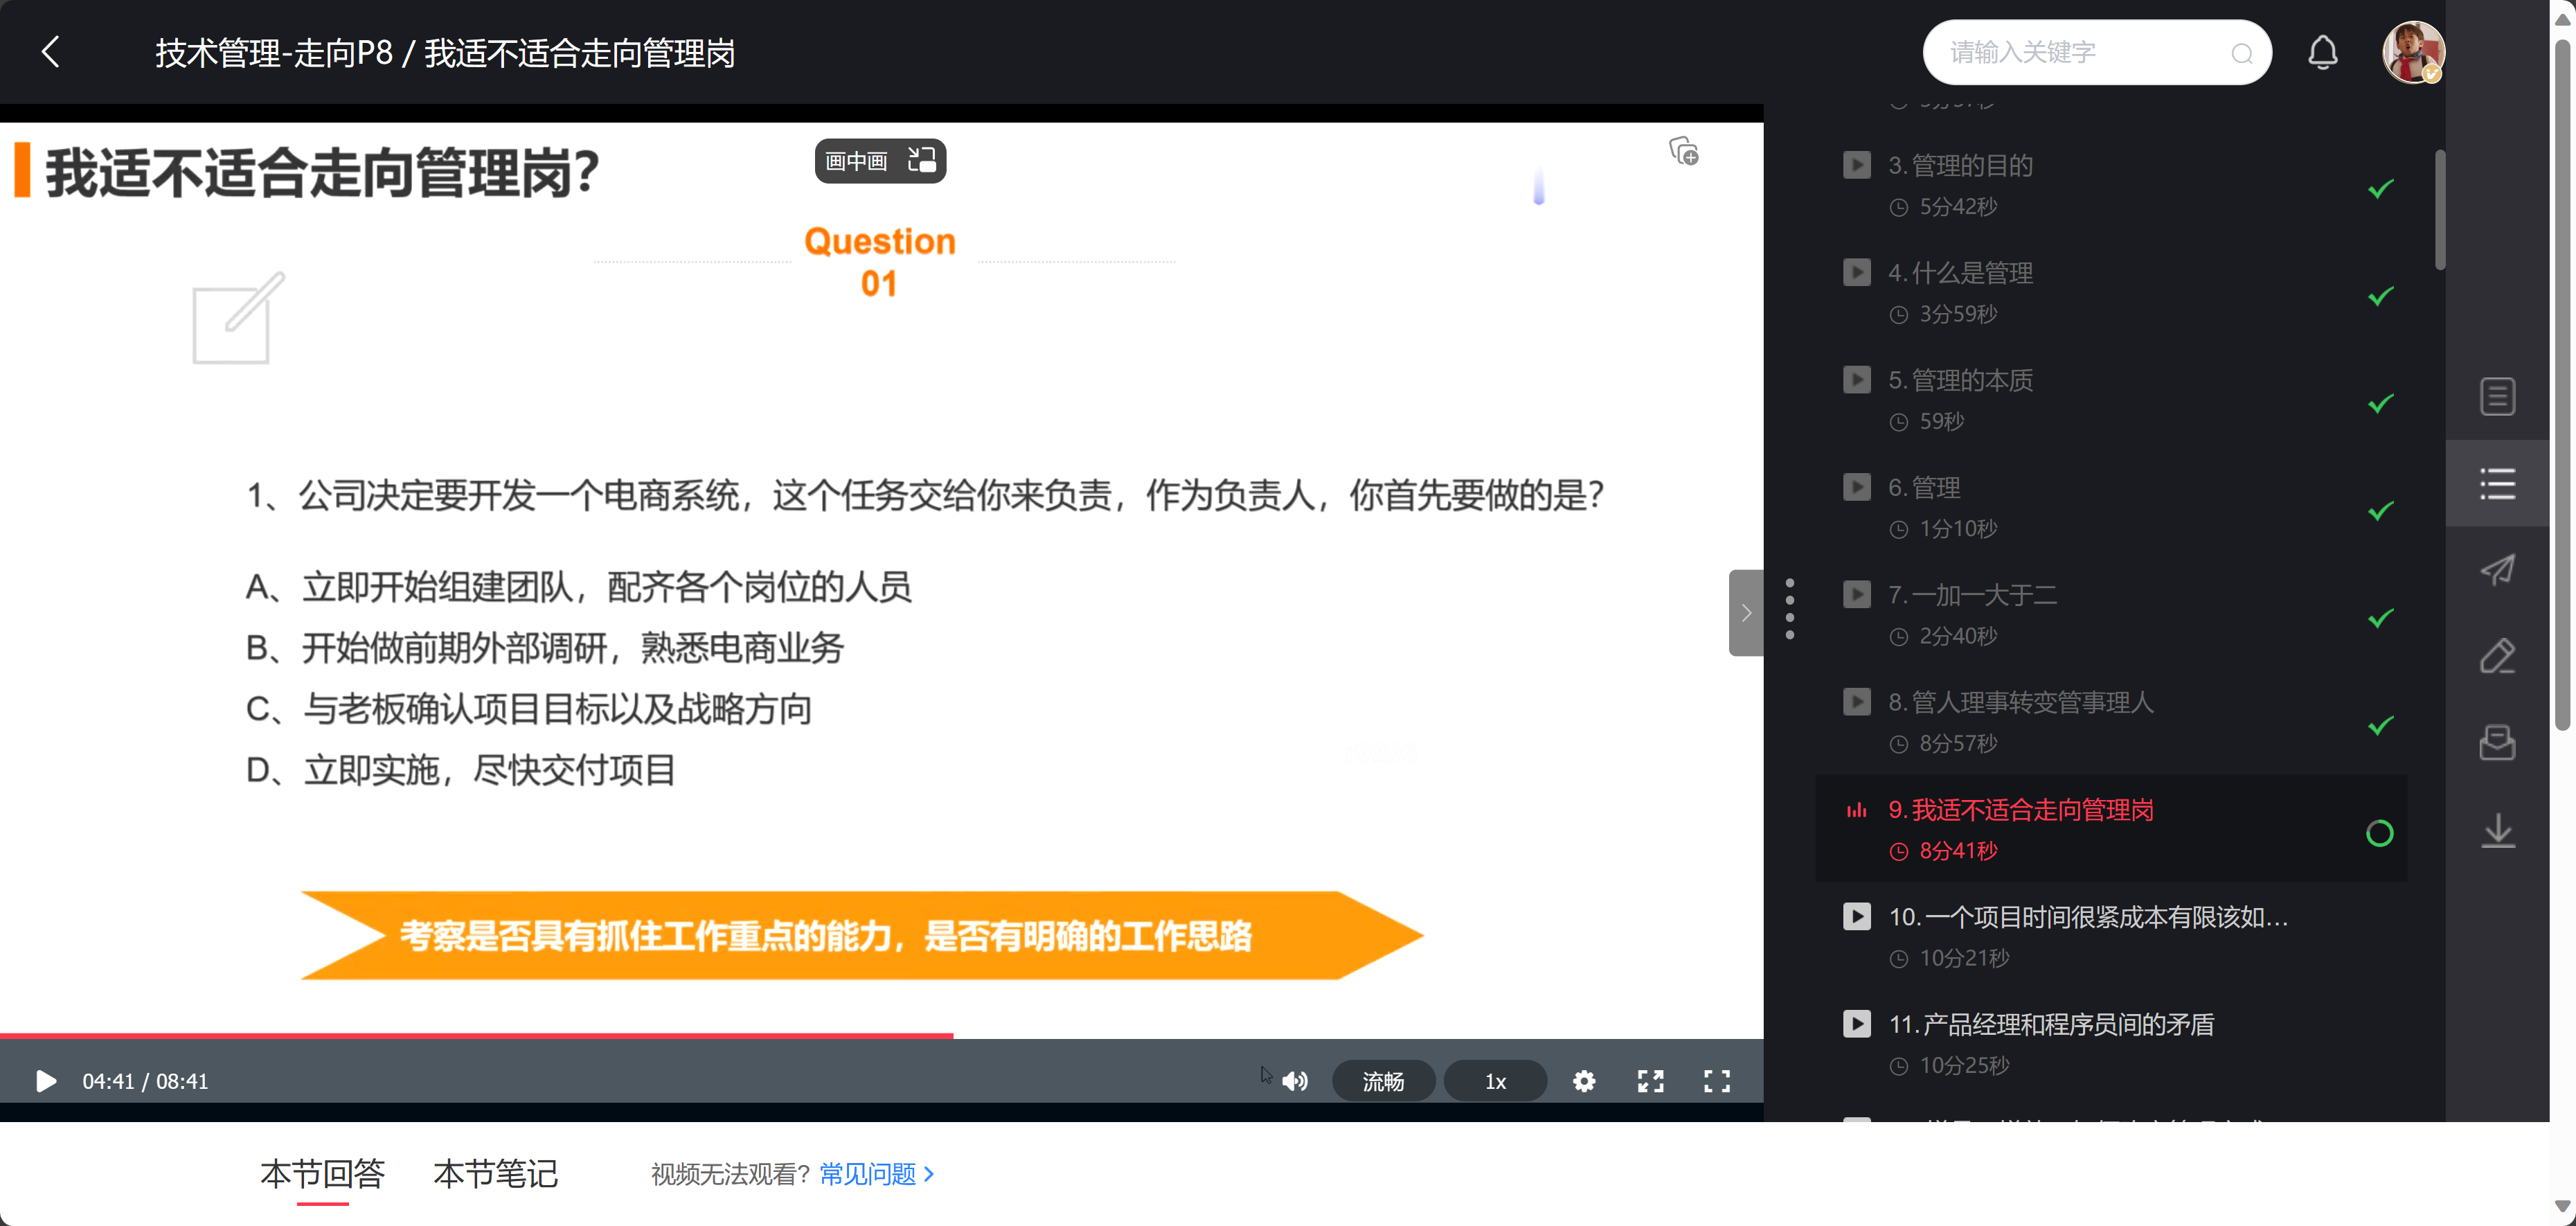 技术管理-走向P8 / 我适不适合走向管理岗
请输入关键字
我适不适合走向管理岗?
画中画
Question
01
1、公司决定要开发一个电商系统，这个任务交给你来负责，作为负责人，你首先要做的是?
A、立即开始组建团队，配齐各个岗位的人员
B、开始做前期外部调研，熟悉电商业务
C、与老板确认项目目标以及战略方向
D、立即实施，尽快交付项目
考察是否具有抓住工作重点的能力，是否有明确的工作思路
04:41 / 08:41
流畅
1x
3.管理的目的
5分42秒
4.什么是管理
3分59秒
5.管理的本质
59秒
6.管理
1分10秒
7.一加一大于二
2分40秒
8.管人理事转变管事理人
8分57秒
9.我适不适合走向管理岗
8分41秒
10.一个项目时间很紧成本有限该如...
10分21秒
11.产品经理和程序员间的矛盾
10分25秒
本节回答
本节笔记
视频无法观看? 常见问题